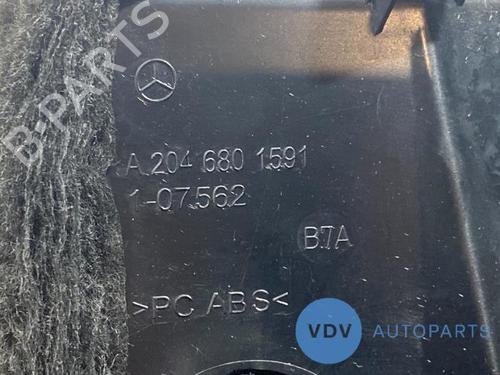 B-PARTS
A 204 680 1591
1-07562
B7A
>PC ABS<
VDV AUTOPARTS